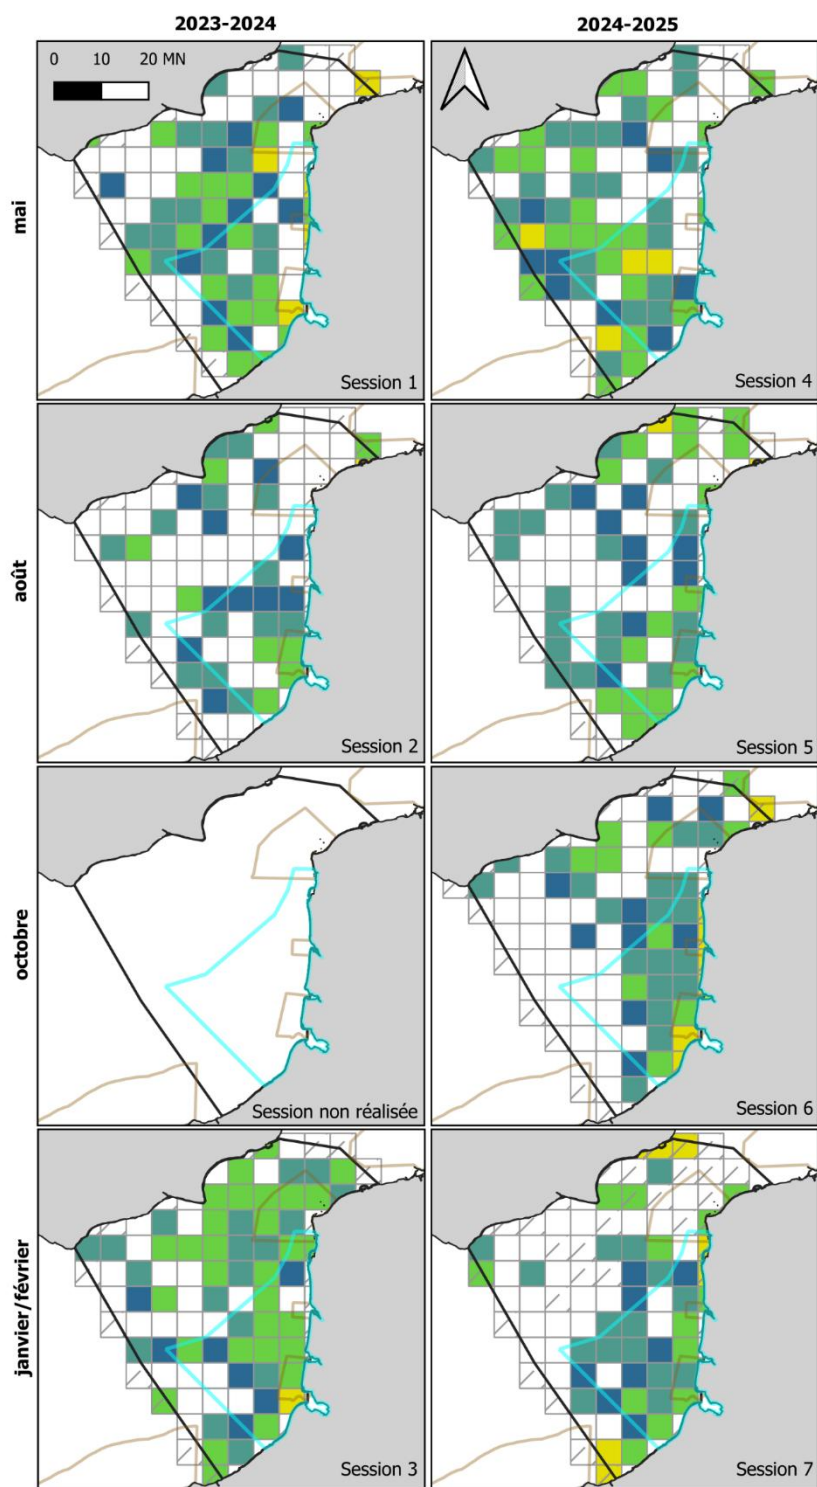 2023-2024
2024-2025
0 10 20 MN
mai
Session 1
Session 4
août
Session 2
Session 5
octobre
Session non réalisée
Session 6
janvier/février
Session 3
Session 7